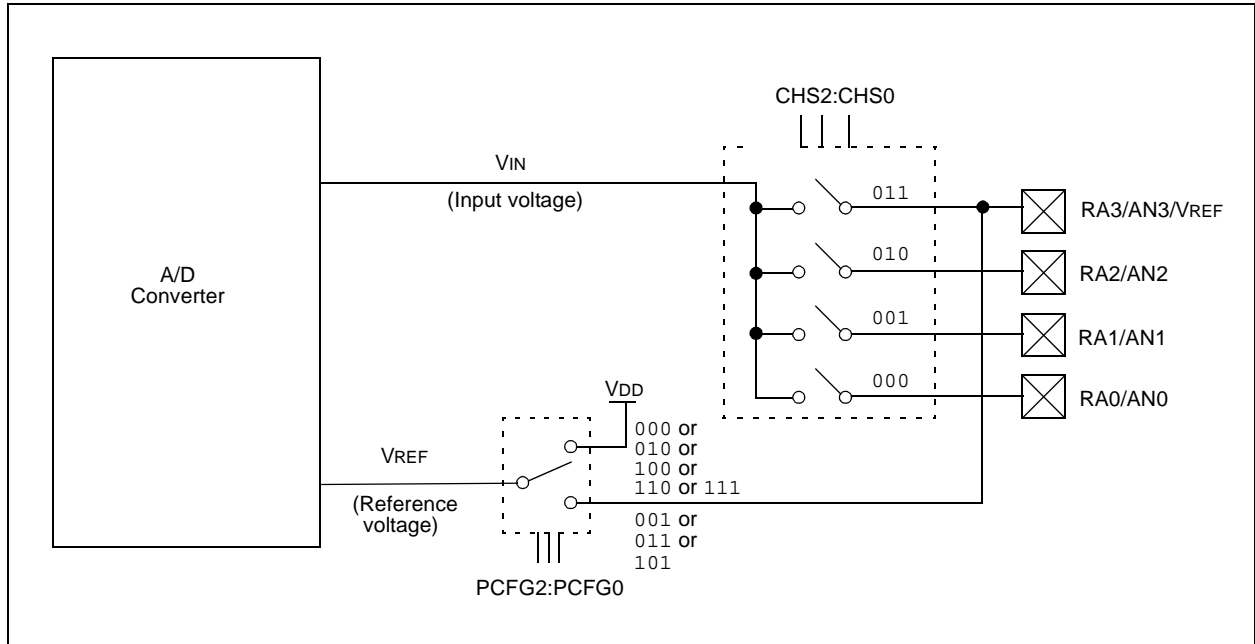 CHS2:CHS0
VIN
(Input voltage)
A/D
Converter
011
RA3/AN3/VREF
010
RA2/AN2
001
RA1/AN1
000
RA0/AN0
VDD
000 or
010 or
100 or
110 or 111
VREF
(Reference
voltage)
001 or
011 or
101
PCFG2:PCFG0